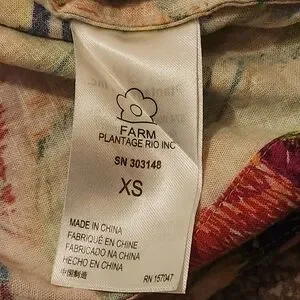 FARM
PLANTAGE RIO INC
SN 303148
XS
MADE IN CHINA
FABRIQUÉ EN CHINE
FABRICADO NA CHINA
HECHO EN CHINA
中国制造
RN 157047